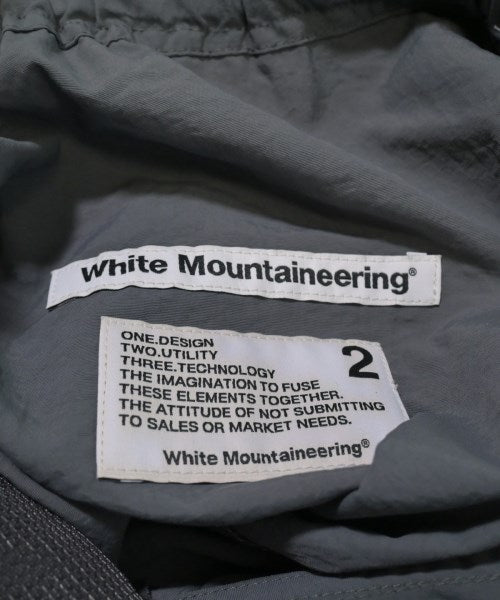 White Mountaineering®
ONE.DESIGN
TWO.UTILITY
THREE.TECHNOLOGY
THE IMAGINATION TO FUSE
THESE ELEMENTS TOGETHER.
THE ATTITUDE OF NOT SUBMITTING
TO SALES OR MARKET NEEDS.
2
White Mountaineering®